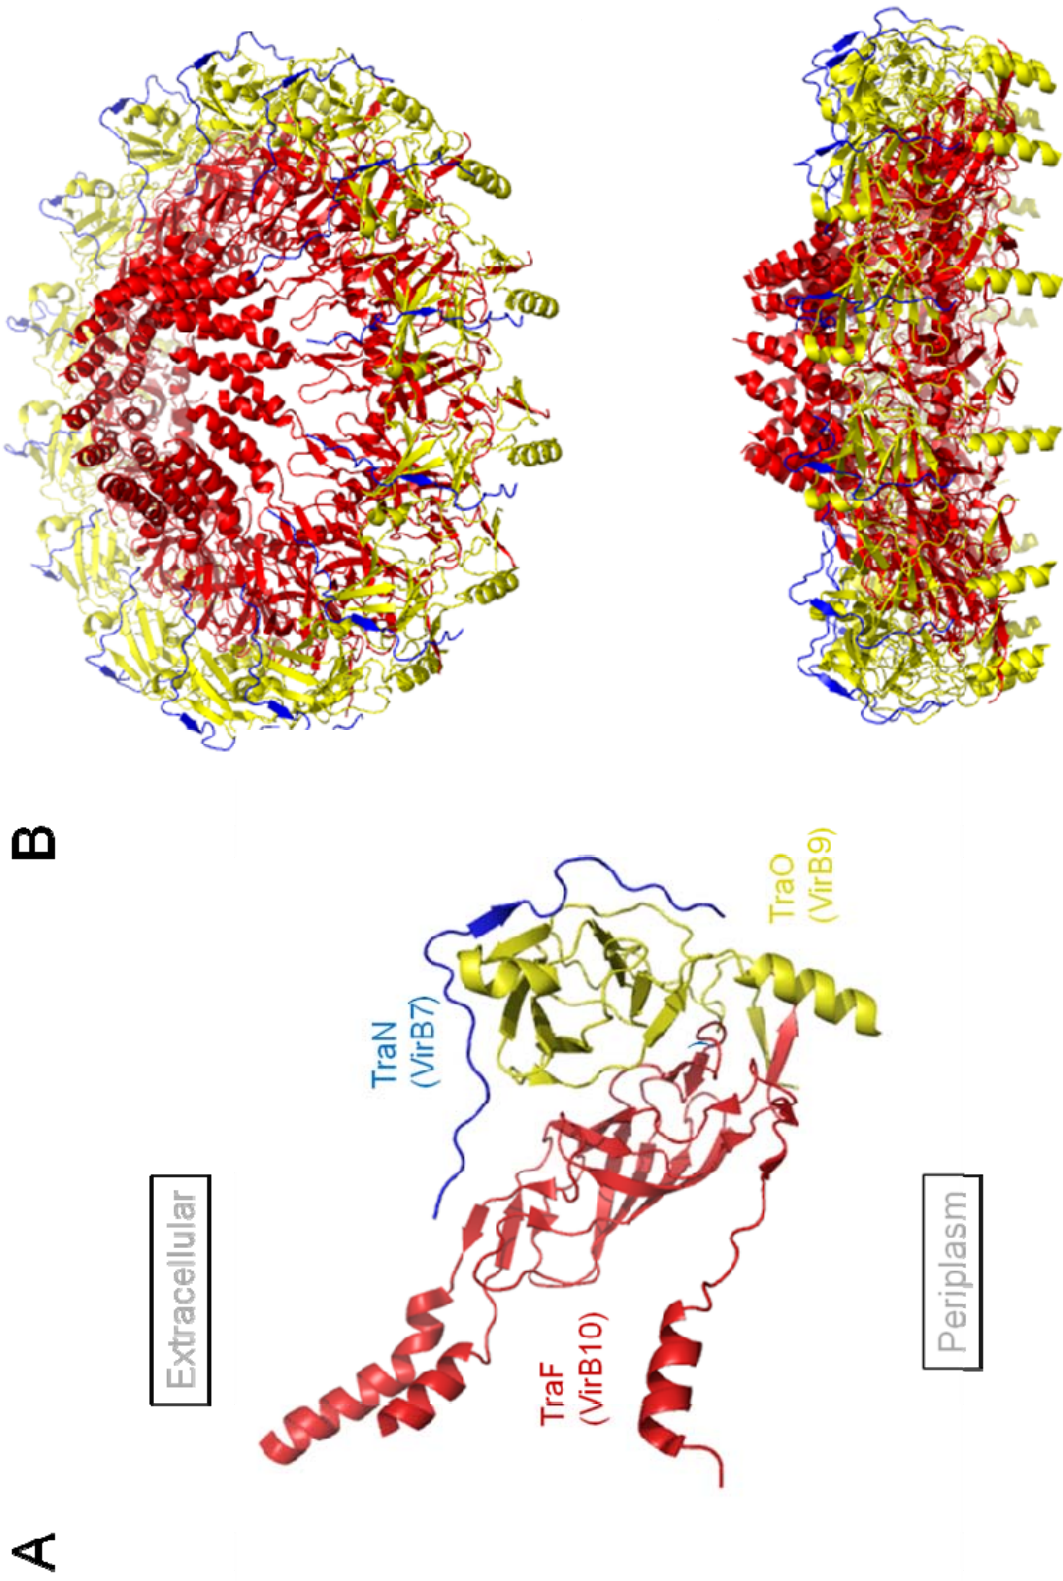 A
B
Extracellular
TraN
(VirB7)
TraF
(VirB10)
TraO
(VirB9)
Periplasm